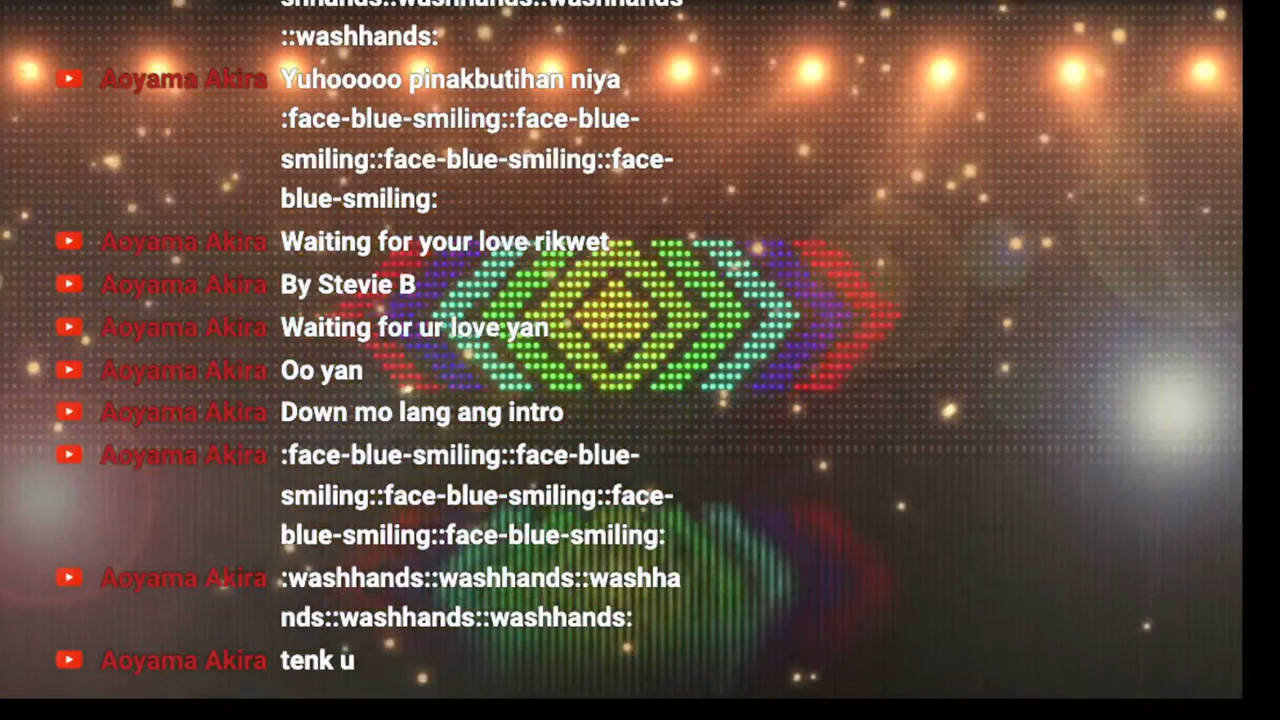 shhands::washhands::washhands
::washhands:
Aoyama Akira Yuhooooo pinakbutihan niya
:face-blue-smiling::face-blue-
smiling::face-blue-smiling::face-
blue-smiling:
Aoyama Akira Waiting for your love rikwet
Aoyama Akira By Stevie B
Aoyama Akira Waiting for ur love yan
Aoyama Akira Oo yan
Aoyama Akira Down mo lang ang intro
Aoyama Akira :face-blue-smiling::face-blue-
smiling::face-blue-smiling::face-
blue-smiling::face-blue-smiling:
Aoyama Akira :washhands::washhands::washha
nds::washhands::washhands:
Aoyama Akira tenk u